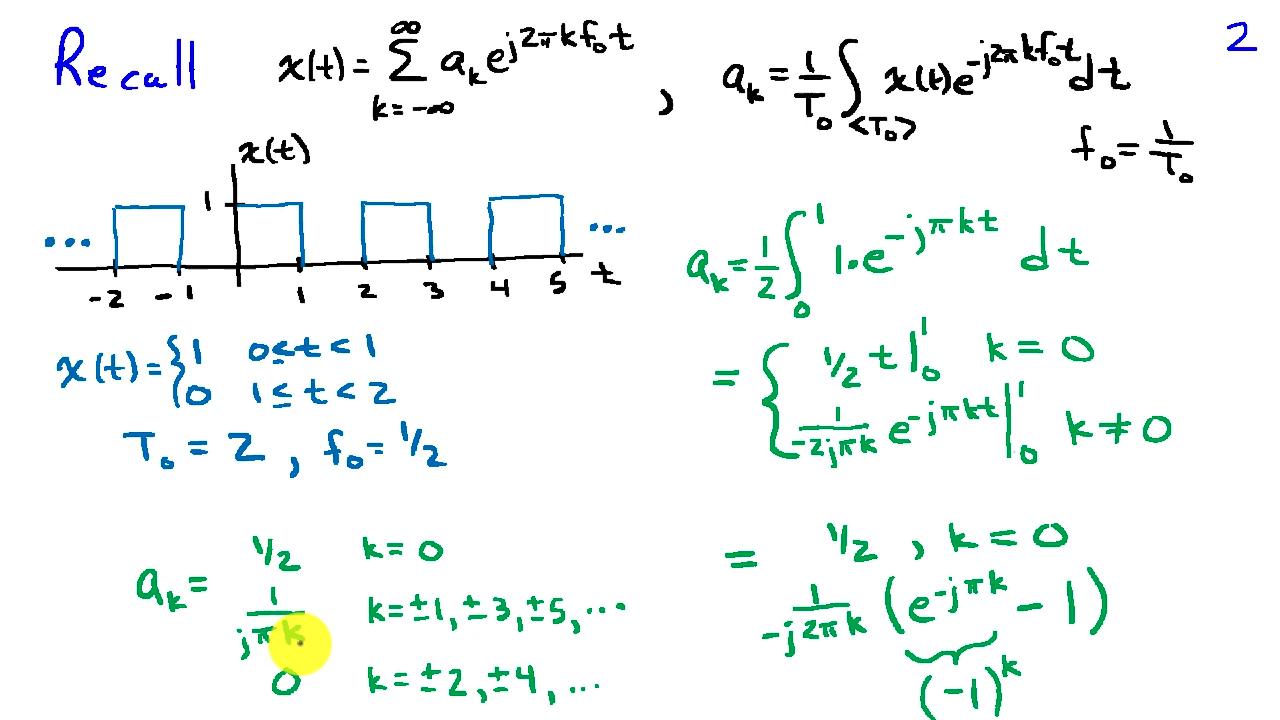 Recall x(t) = ∑_{k=-∞}^{∞} a_k e^{j2πkf_0t} , a_k = 1/T_0 ∫_{<T_0>} x(t)e^{-j2πkf_0t} dt 2
f_0 = 1/T_0
x(t)
1
... ...
-2 -1 1 2 3 4 5 t
x(t) = { 1 0 ≤ t < 1
0 1 ≤ t < 2
T_0 = 2 , f_0 = 1/2
a_k = 1/2 k = 0
1/(jπk) k = ±1, ±3, ±5, ...
0 k = ±2, ±4, ...
a_k = 1/2 ∫_0^1 1·e^{-jπkt} dt
= { 1/2 t |_0^1 k = 0
1/(-2jπk) e^{-jπkt} |_0^1 k ≠ 0
= 1/2 , k = 0
1/(-j2πk) (e^{-jπk} - 1)
(-1)^k